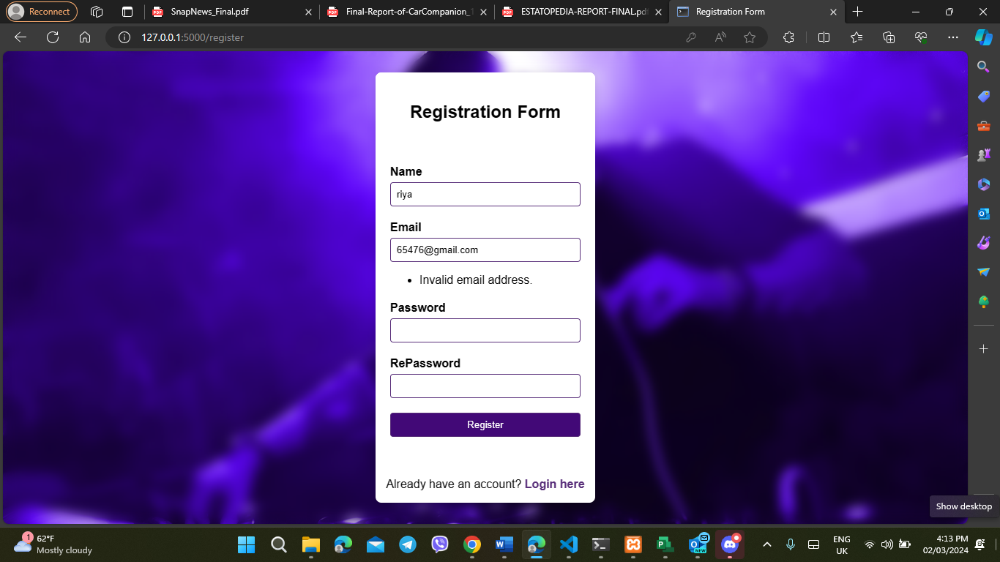 Reconnect
SnapNews_Final.pdf
Final-Report-of-CarCompanion_
ESTATOPEDIA-REPORT-FINAL.pdf
Registration Form
127.0.0.1:5000/register
Registration Form
Name
riya
Email
65476@gmail.com
Invalid email address.
Password
RePassword
Register
Already have an account? Login here
Show desktop
1
62°F
Mostly cloudy
NEW
ENG
UK
4:13 PM
02/03/2024